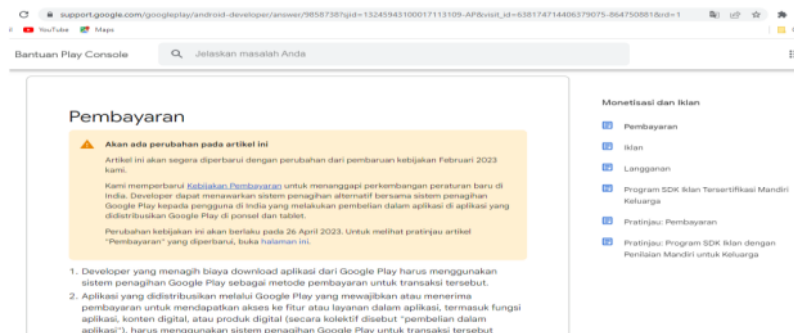 support.google.com/googleplay/android-developer/answer/9858738?sjid=13245943100017113109-AP&visit_id=638174714406379075-864750881&rd=1
YouTube Maps
Bantuan Play Console
Jelaskan masalah Anda
Pembayaran
Akan ada perubahan pada artikel ini
Artikel ini akan segera diperbarui dengan perubahan dari pembaruan kebijakan Februari 2023
kami.
Kami memperbarui Kebijakan Pembayaran untuk menanggapi perkembangan peraturan baru di
India. Developer dapat menawarkan sistem penagihan alternatif bersama sistem penagihan
Google Play kepada pengguna di India yang melakukan pembelian dalam aplikasi di aplikasi yang
didistribusikan Google Play di ponsel dan tablet.
Perubahan kebijakan ini akan berlaku pada 26 April 2023. Untuk melihat pratinjau artikel
"Pembayaran" yang diperbarui, buka halaman ini.
1. Developer yang menagih biaya download aplikasi dari Google Play harus menggunakan
sistem penagihan Google Play sebagai metode pembayaran untuk transaksi tersebut.
2. Aplikasi yang didistribusikan melalui Google Play yang mewajibkan atau menerima
pembayaran untuk mendapatkan akses ke fitur atau layanan dalam aplikasi, termasuk fungsi
aplikasi, konten digital, atau produk digital (secara kolektif disebut "pembelian dalam
aplikasi"), harus menggunakan sistem penagihan Google Play untuk transaksi tersebut
Monetisasi dan Iklan
Pembayaran
Iklan
Langganan
Program SDK Iklan Tersertifikasi Mandiri
Keluarga
Pratinjau: Pembayaran
Pratinjau: Program SDK Iklan dengan
Penilaian Mandiri untuk Keluarga